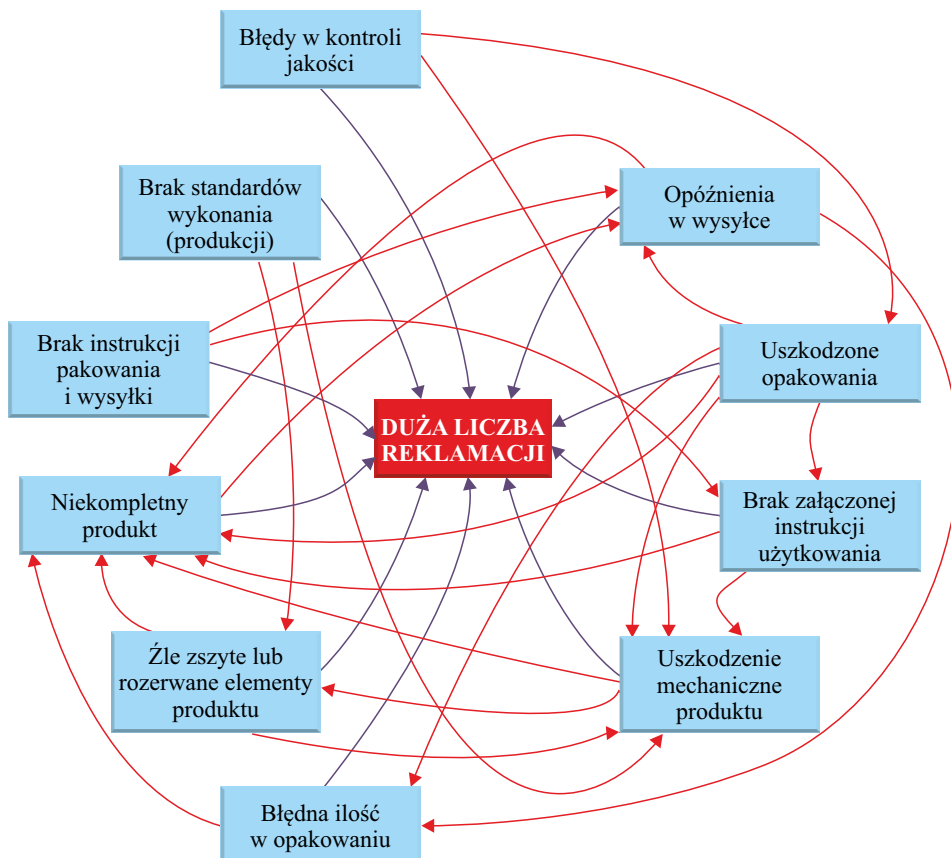 Błędy w kontroli
jakości
Brak standardów
wykonania
(produkcji)
Opóźnienia
w wysyłce
Brak instrukcji
pakowania
i wysyłki
Uszkodzone
opakowania
DUŻA LICZBA
REKLAMACJI
Niekompletny
produkt
Brak załączonej
instrukcji
użytkowania
Źle zszyte lub
rozerwane elementy
produktu
Uszkodzenie
mechaniczne
produktu
Błędna ilość
w opakowaniu